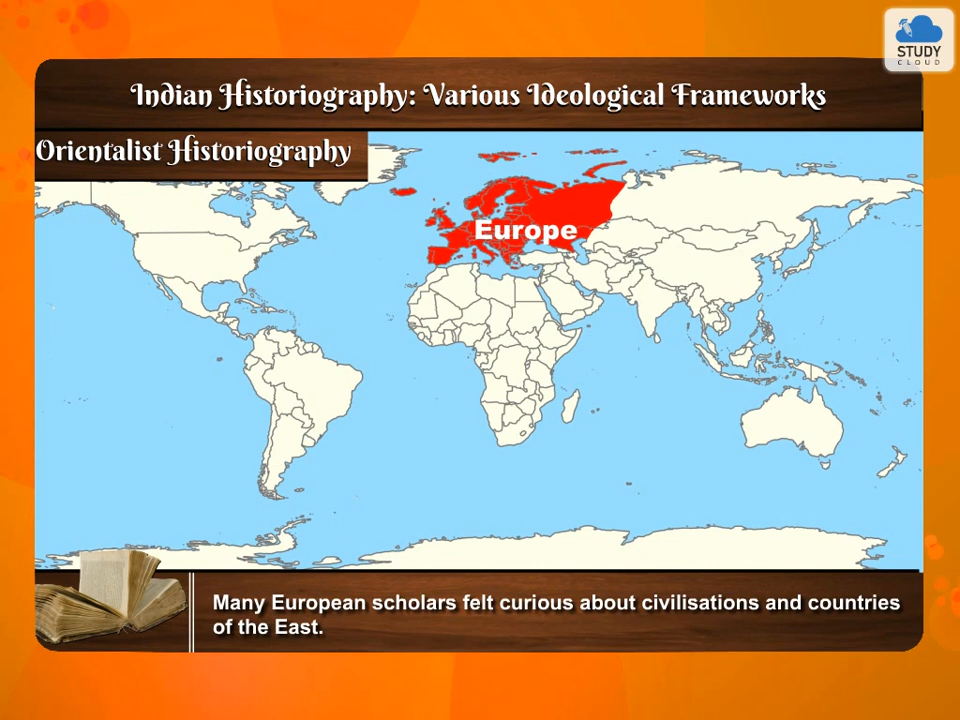 STUDY
CLOUD
Indian Historiography: Various Ideological Frameworks
Orientalist Historiography
Europe
Many European scholars felt curious about civilisations and countries
of the East.